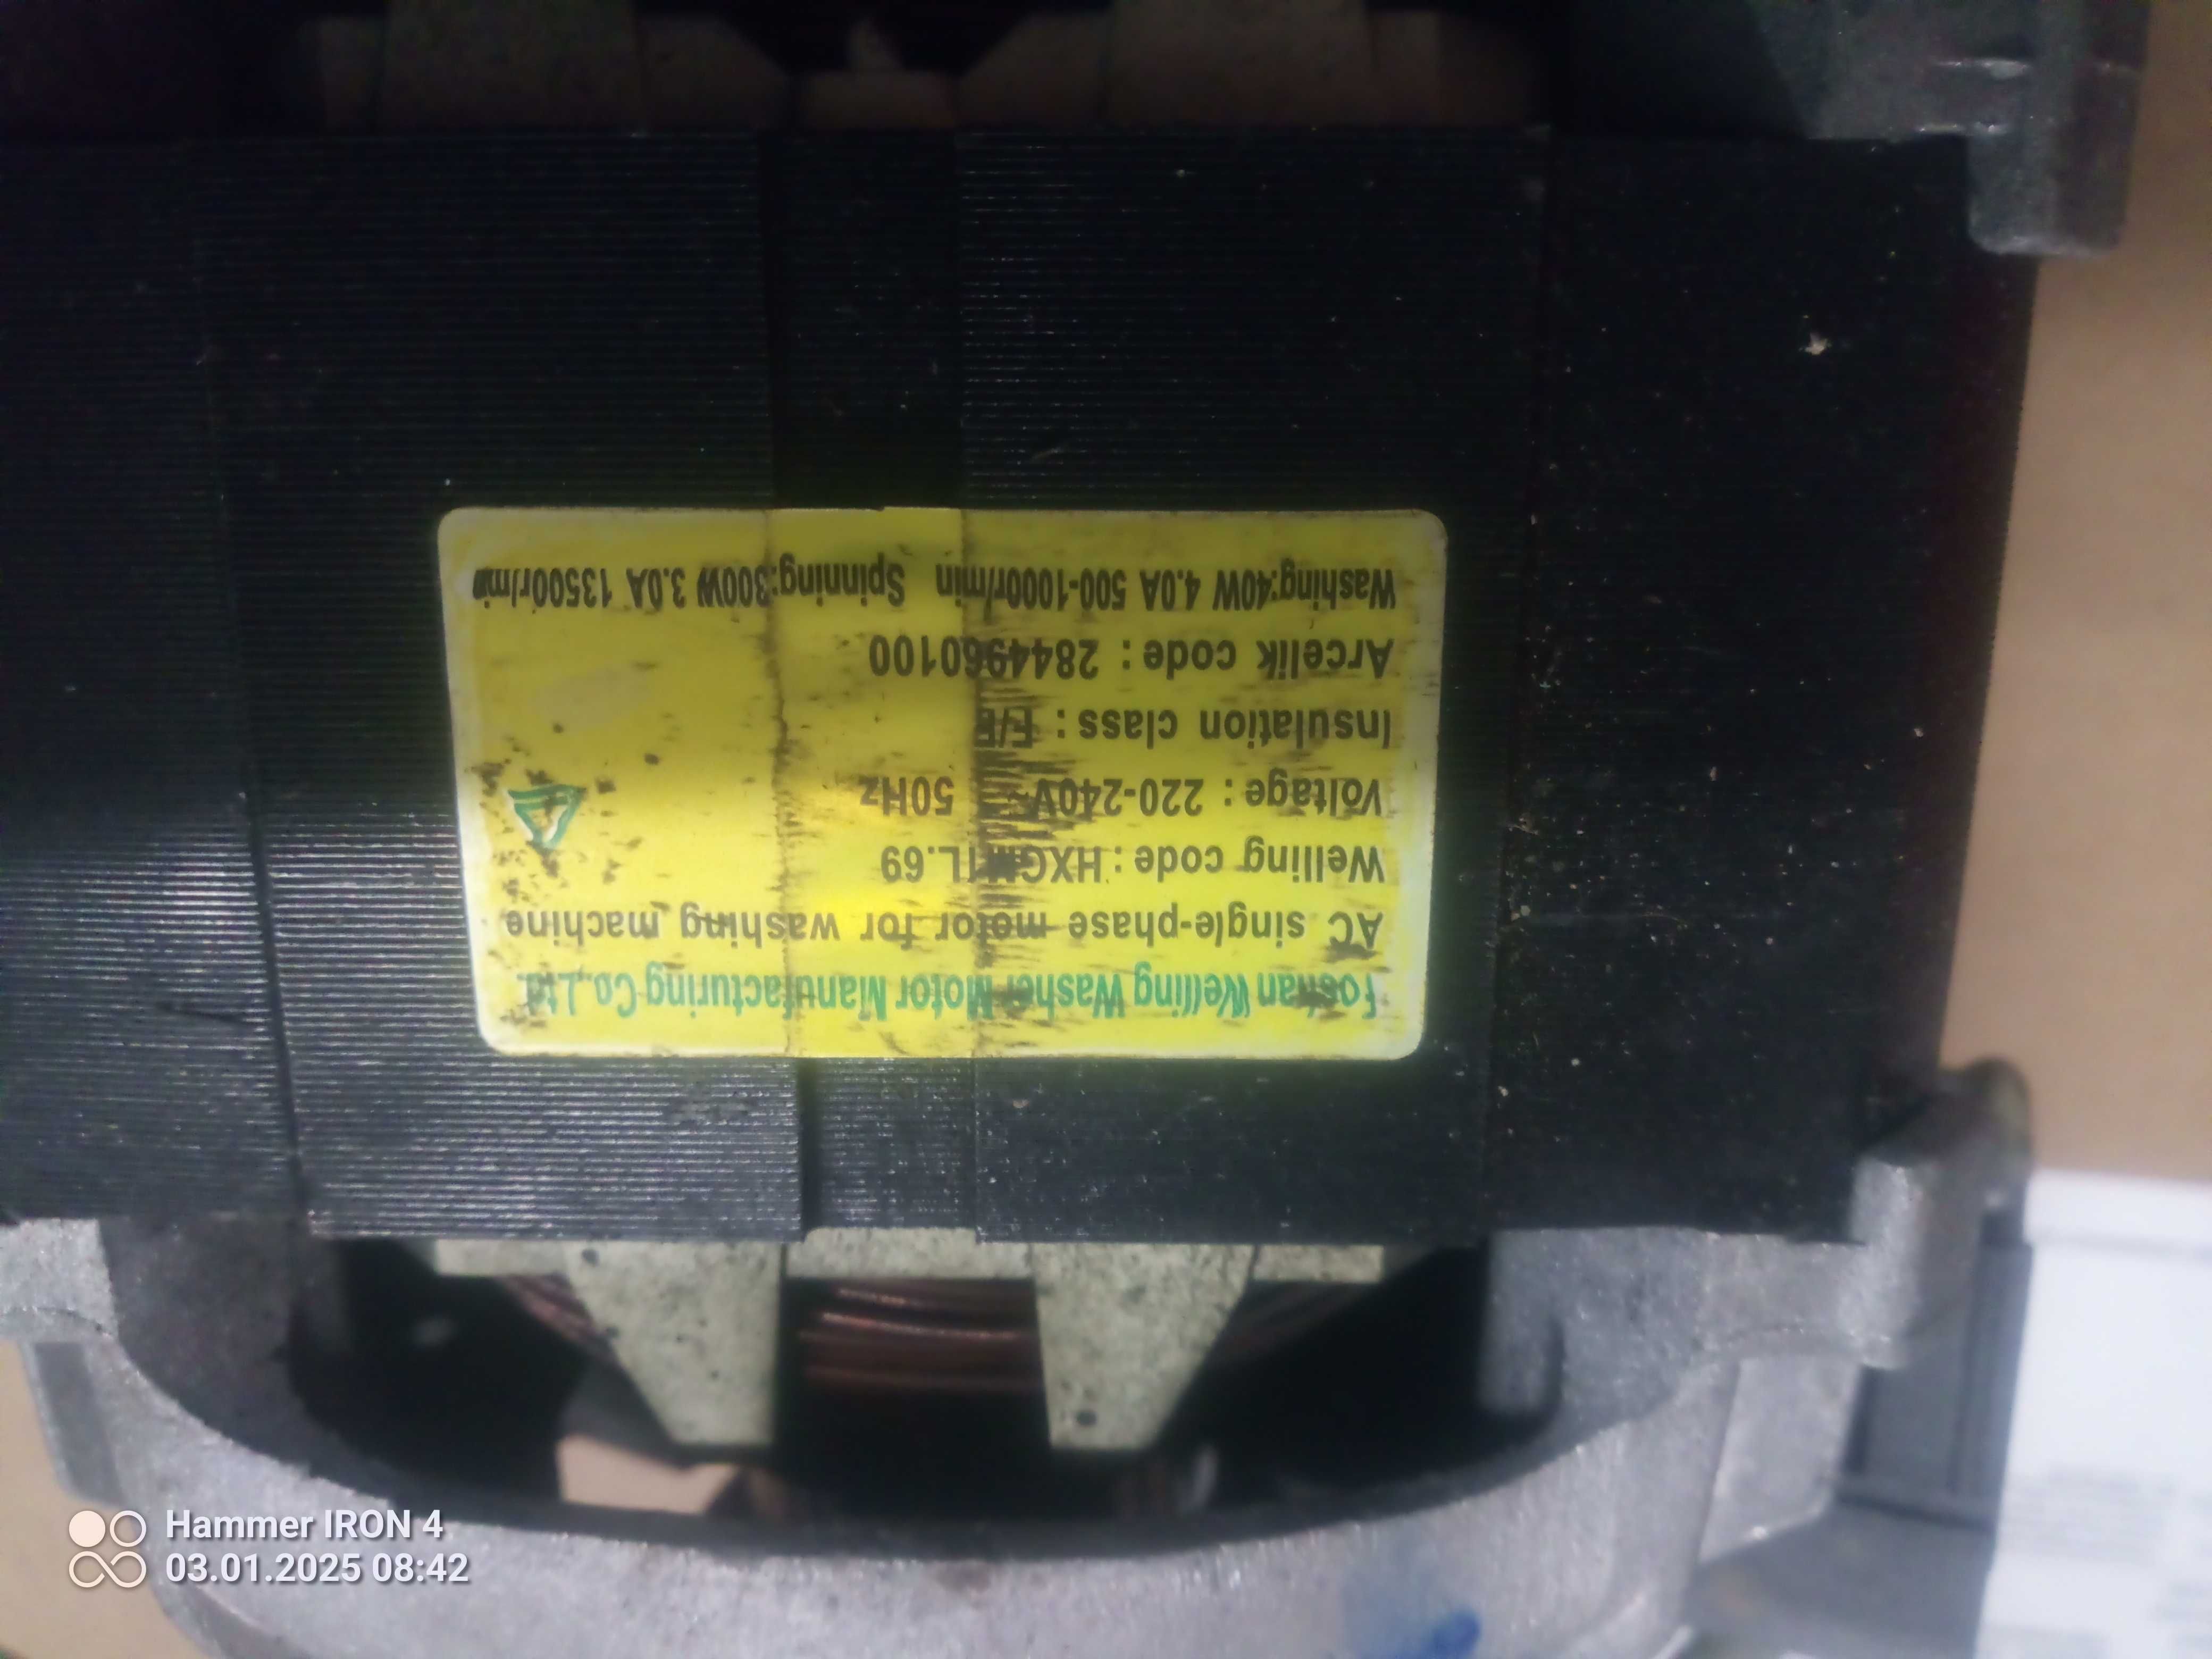 Foshan Welling Washer Motor Manufacturing Co.,Ltd.
AC single-phase motor for washing machine
Welling code : HXGM1L.69
Voltage : 220-240V~ 50Hz
Insulation class :
Arcelik code : 2844960100
Washing:40W 4.0A 500-1000r/min Spinning:300W 3.0A 13500r/min
Hammer IRON 4
03.01.2025 08:42